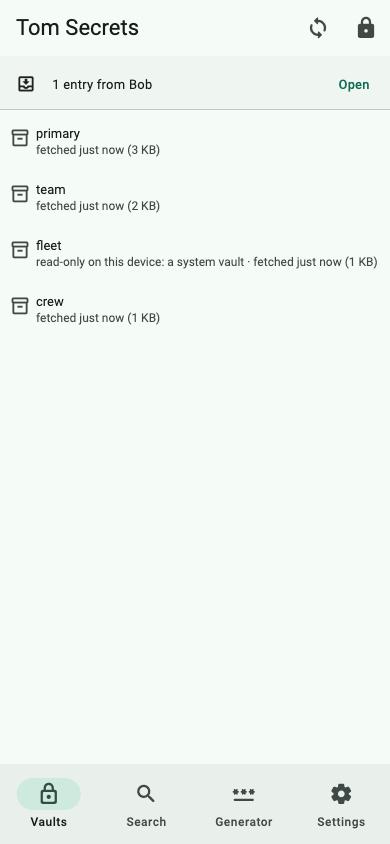 Tom Secrets
1 entry from Bob
Open
primary
fetched just now (3 KB)
team
fetched just now (2 KB)
fleet
read-only on this device: a system vault · fetched just now (1 KB)
crew
fetched just now (1 KB)
Vaults
Search
Generator
Settings